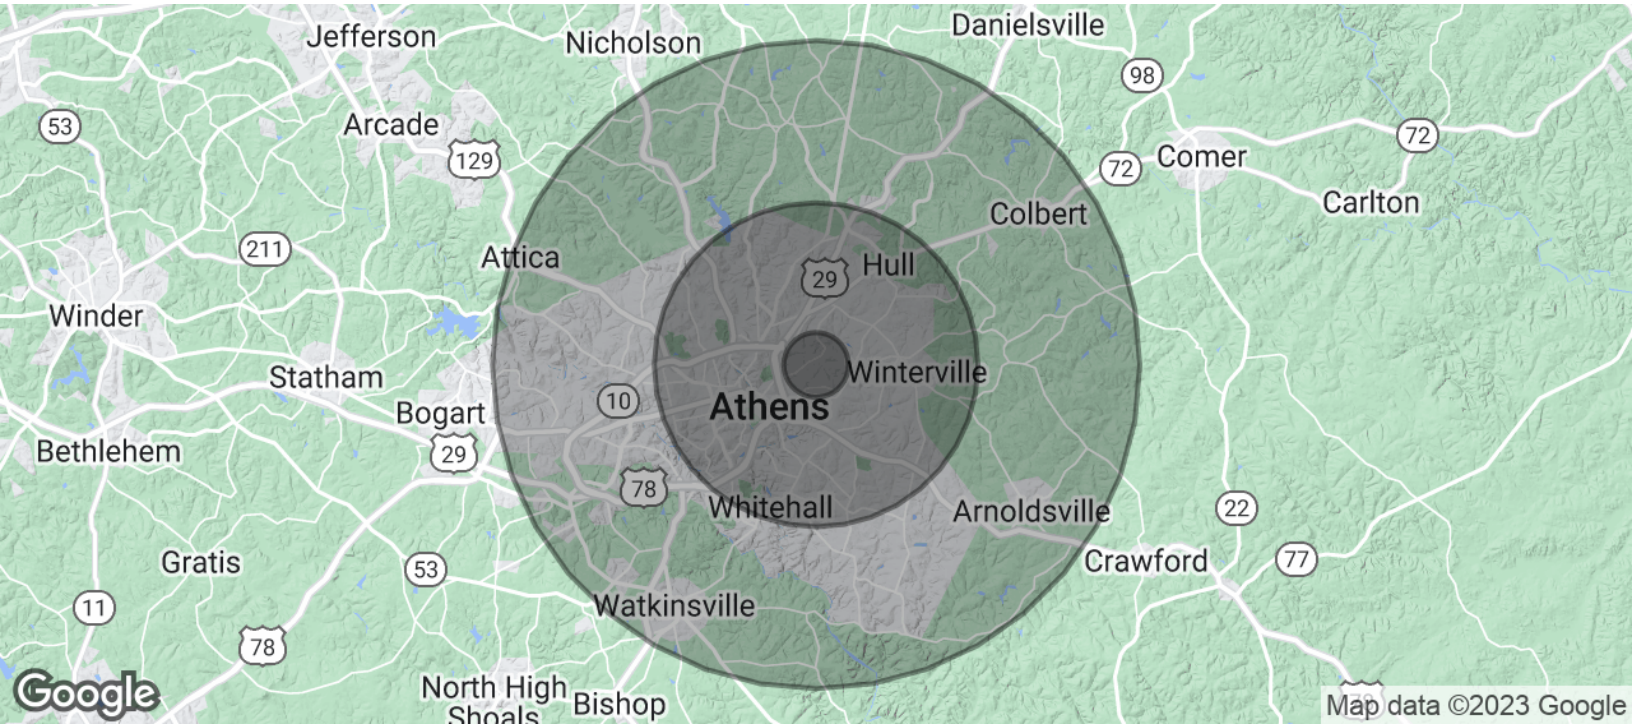 Danielsville
Jefferson
Nicholson
98
Arcade
53
72
129
Comer
72
Carlton
Colbert
211
Attica
Hull
29
Winder
Winterville
Statham
10
Athens
Bogart
Bethlehem
29
78
Whitehall
Arnoldsville
22
Gratis
Crawford
77
53
11
Watkinsville
78
Google
North High
Shoals
Bishop
Map data ©2023 Google